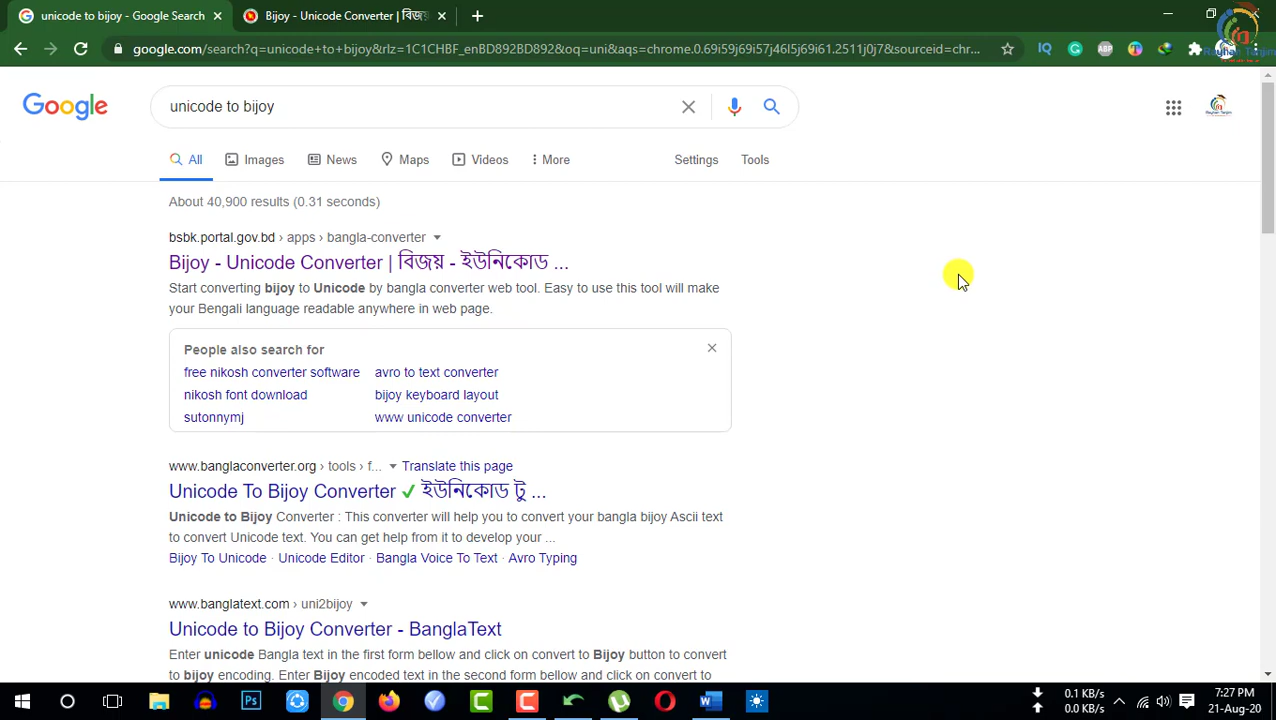 unicode to bijoy - Google Search
Bijoy - Unicode Converter | বিজয়
google.com/search?q=unicode+to+bijoy&rlz=1C1CHBF_enBD892BD892&oq=uni&aqs=chrome.0.69i59j69i57j46l5j69i61.2511j0j7&sourceid=chr...
Rayhan Tanjim
Google
unicode to bijoy
All Images News Maps Videos More Settings Tools
About 40,900 results (0.31 seconds)
bsbk.portal.gov.bd › apps › bangla-converter
Bijoy - Unicode Converter | বিজয় - ইউনিকোড ...
Start converting bijoy to Unicode by bangla converter web tool. Easy to use this tool will make
your Bengali language readable anywhere in web page.
People also search for
free nikosh converter software avro to text converter
nikosh font download bijoy keyboard layout
sutonnymj www unicode converter
www.banglaconverter.org › tools › f... Translate this page
Unicode To Bijoy Converter ✓ ইউনিকোড টু ...
Unicode to Bijoy Converter : This converter will help you to convert your bangla bijoy Ascii text
to convert Unicode text. You can get help from it to develop your ...
Bijoy To Unicode · Unicode Editor · Bangla Voice To Text · Avro Typing
www.banglatext.com › uni2bijoy
Unicode to Bijoy Converter - BanglaText
Enter unicode Bangla text in the first form bellow and click on convert to Bijoy button to convert
to bijoy encoding. Enter Bijoy encoded text in the second form bellow and click on convert to
0.1 KB/s
0.0 KB/s
7:27 PM
21-Aug-20